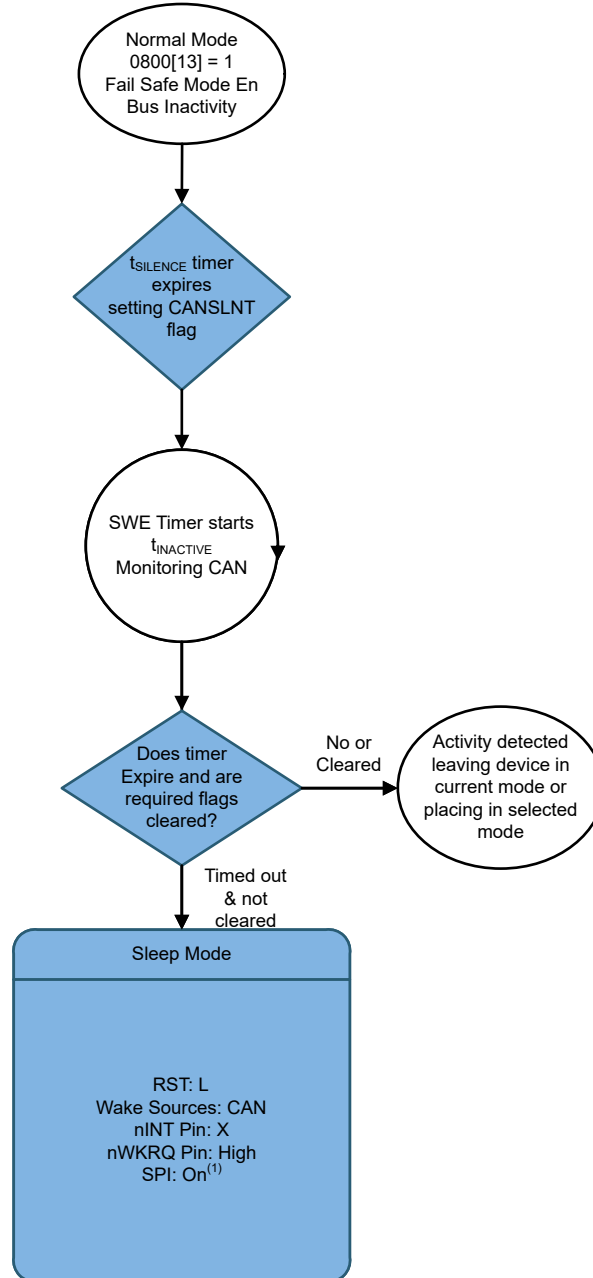 Normal Mode
0800[13] = 1
Fail Safe Mode En
Bus Inactivity
tSILENCE timer
expires
setting CANSLNT
flag
SWE Timer starts
tINACTIVE
Monitoring CAN
Does timer
Expire and are
required flags
cleared?
No or
Cleared
Activity detected
leaving device in
current mode or
placing in selected
mode
Timed out
& not
cleared
Sleep Mode
RST: L
Wake Sources: CAN
nINT Pin: X
nWKRQ Pin: High
SPI: On(1)